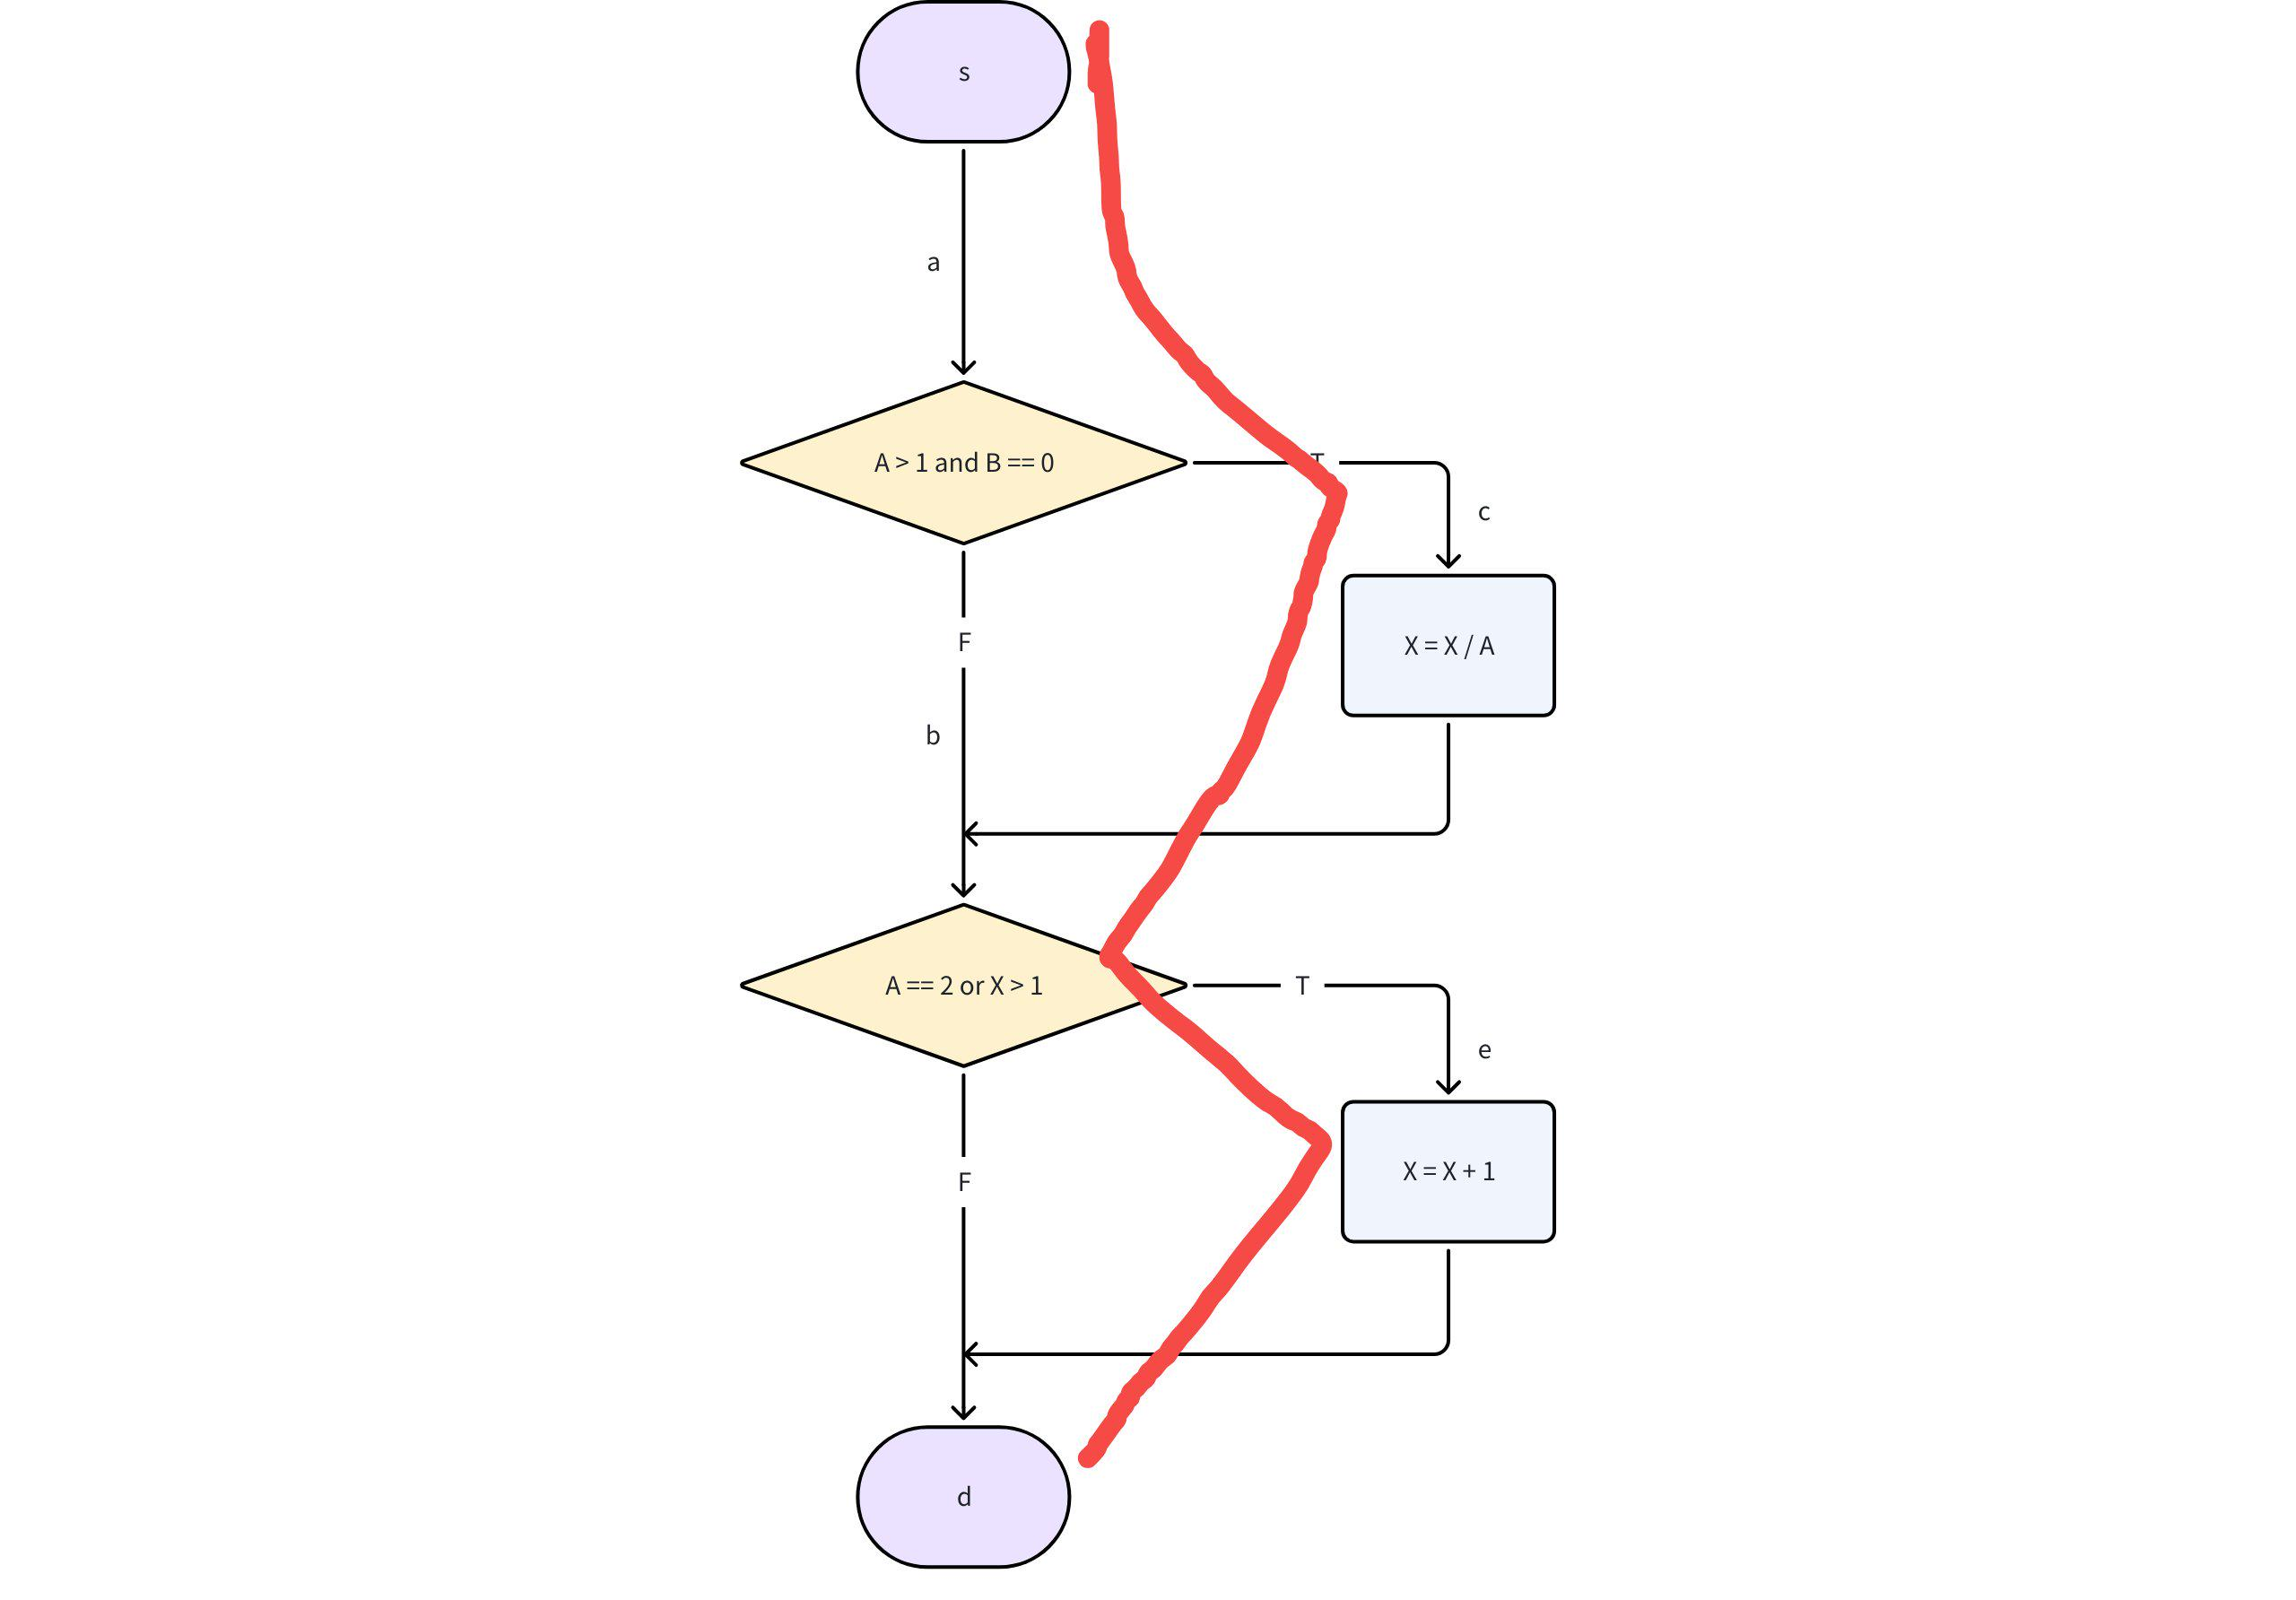 s
a
A > 1 and B == 0
T
c
F
X = X / A
b
A == 2 or X > 1
T
e
F
X = X + 1
d